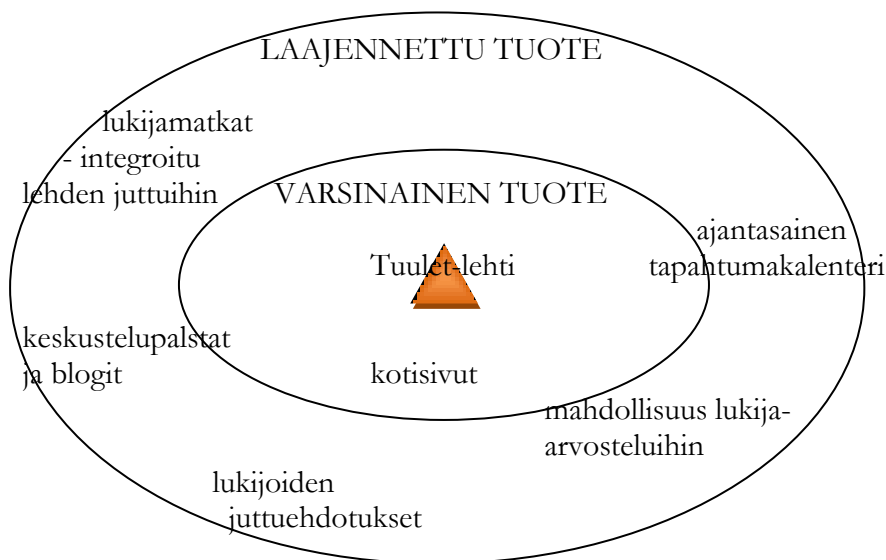 LAAJENNETTU TUOTE
lukijamatkat
- integroitu
lehden juttuihin
VARSINAINEN TUOTE
ajantasainen
tapahtumakalenteri
Tuulet-lehti
keskustelupalstat
ja blogit
kotisivut
mahdollisuus lukija-
arvosteluihin
lukijoiden
juttuehdotukset